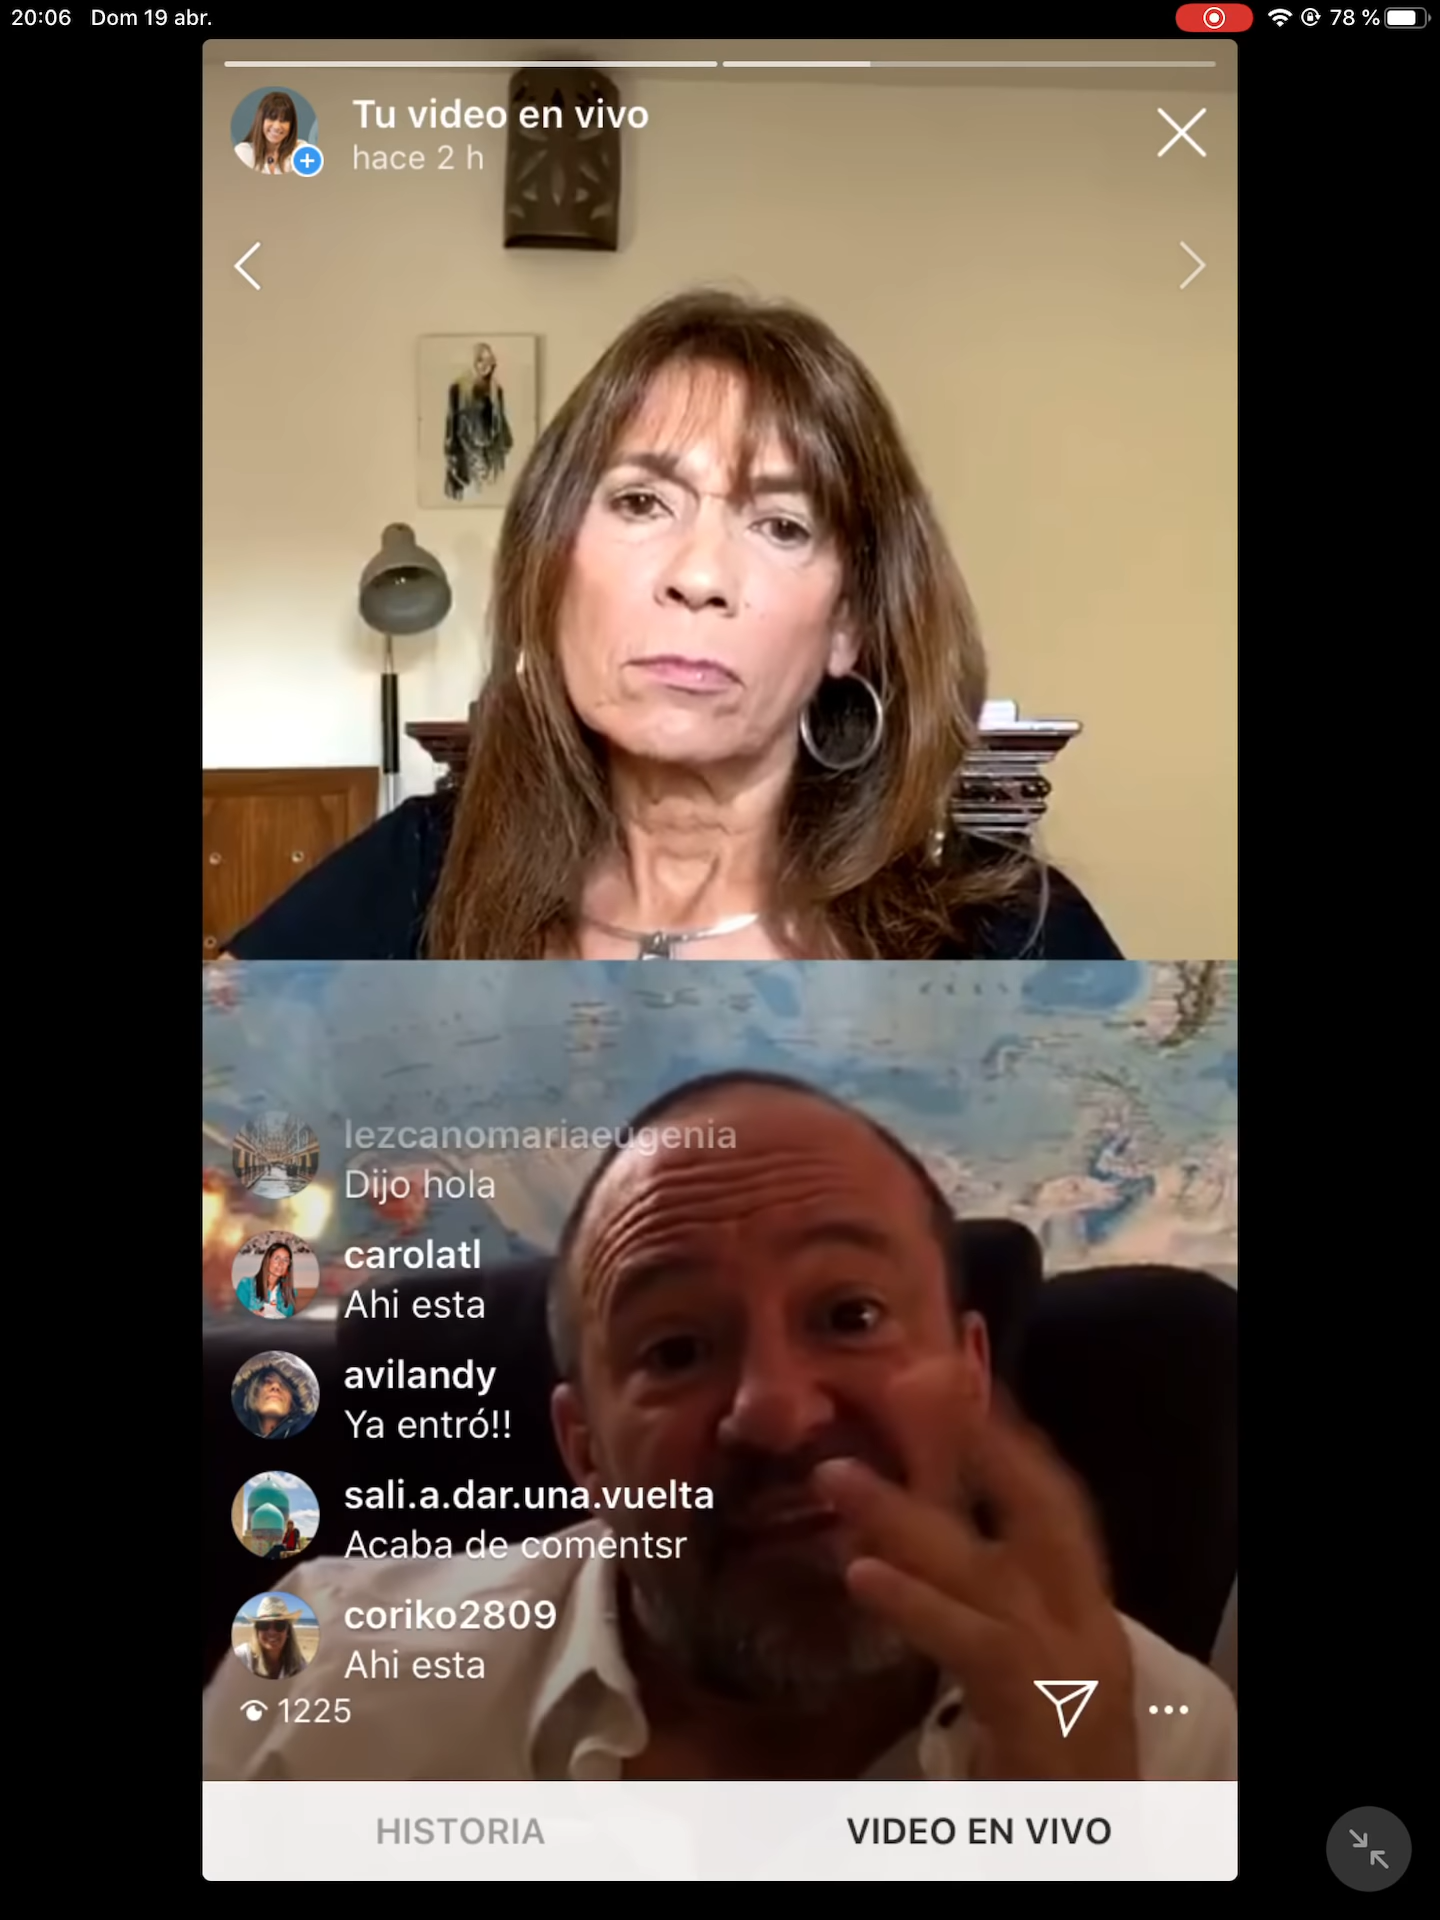 20:06 Dom 19 abr.
78 %
Tu video en vivo
hace 2 h
lezcanomariaeugenia
Dijo hola
carolatl
Ahi esta
avilandy
Ya entró!!
sali.a.dar.una.vuelta
Acaba de comentsr
coriko2809
Ahi esta
1225
HISTORIA
VIDEO EN VIVO